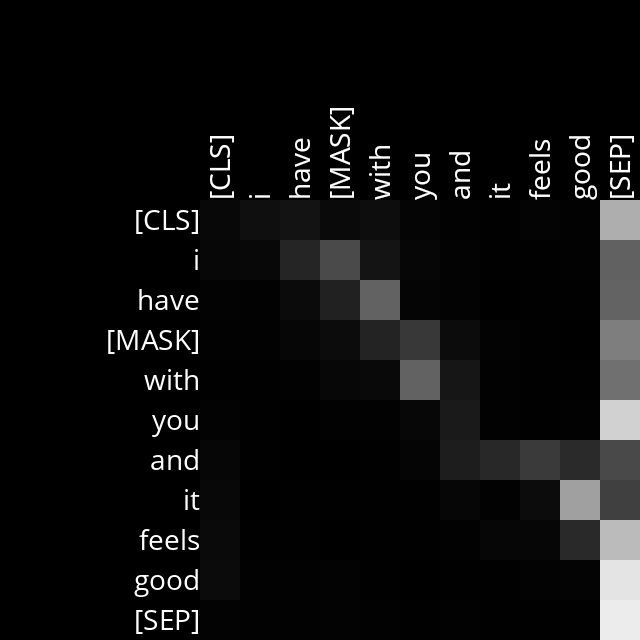 [CLS] i have [MASK] with you and it feels good [SEP]
[CLS]
i
have
[MASK]
with
you
and
it
feels
good
[SEP]